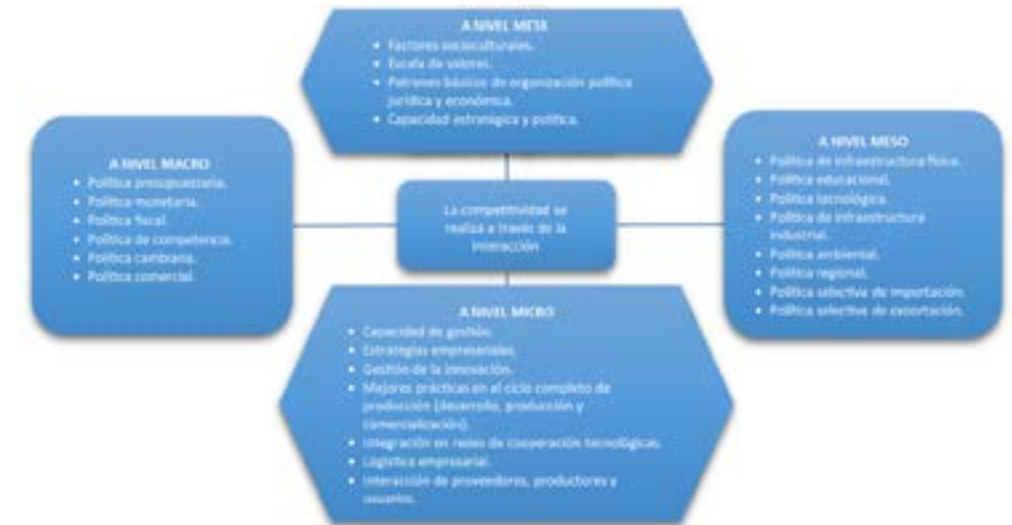 A NIVEL META
• Factores socioculturales.
• Escala de valores.
• Patrones básicos de organización política
jurídica y económica.
• Capacidad estratégica y política.
A NIVEL MACRO
• Política presupuestaria.
• Política monetaria.
• Política fiscal.
• Política de competencia.
• Política cambiaria.
• Política comercial.
La competitividad se
realiza a través de la
interacción
A NIVEL MESO
• Política de infraestructura física.
• Política educacional.
• Política tecnológica.
• Política de infraestructura
industrial.
• Política ambiental.
• Política regional.
• Política selectiva de importación.
• Política selectiva de exportación.
A NIVEL MICRO
• Capacidad de gestión.
• Estrategias empresariales.
• Gestión de la innovación.
• Mejores prácticas en el ciclo completo de
producción (desarrollo, producción y
comercialización).
• Integración en redes de cooperación tecnológicas.
• Logística empresarial.
• Interacción de proveedores, productores y
usuarios.